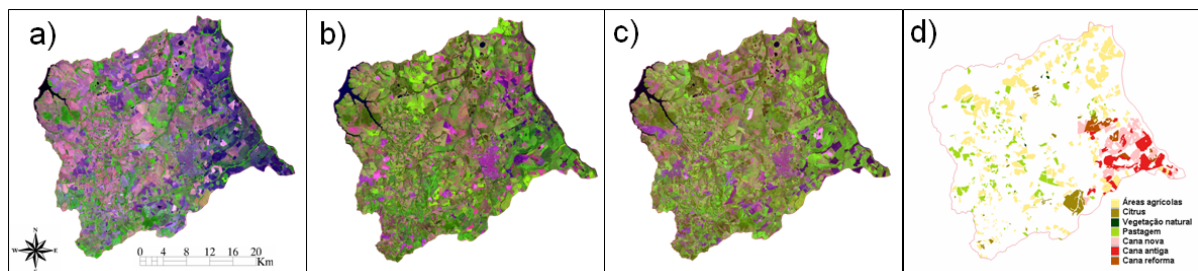 a)
b)
c)
d)
N
W
E
S
0 4 8 12 16 20
Km
Áreas agrícolas
Citrus
Vegetação natural
Pastagem
Cana nova
Cana antiga
Cana reforma